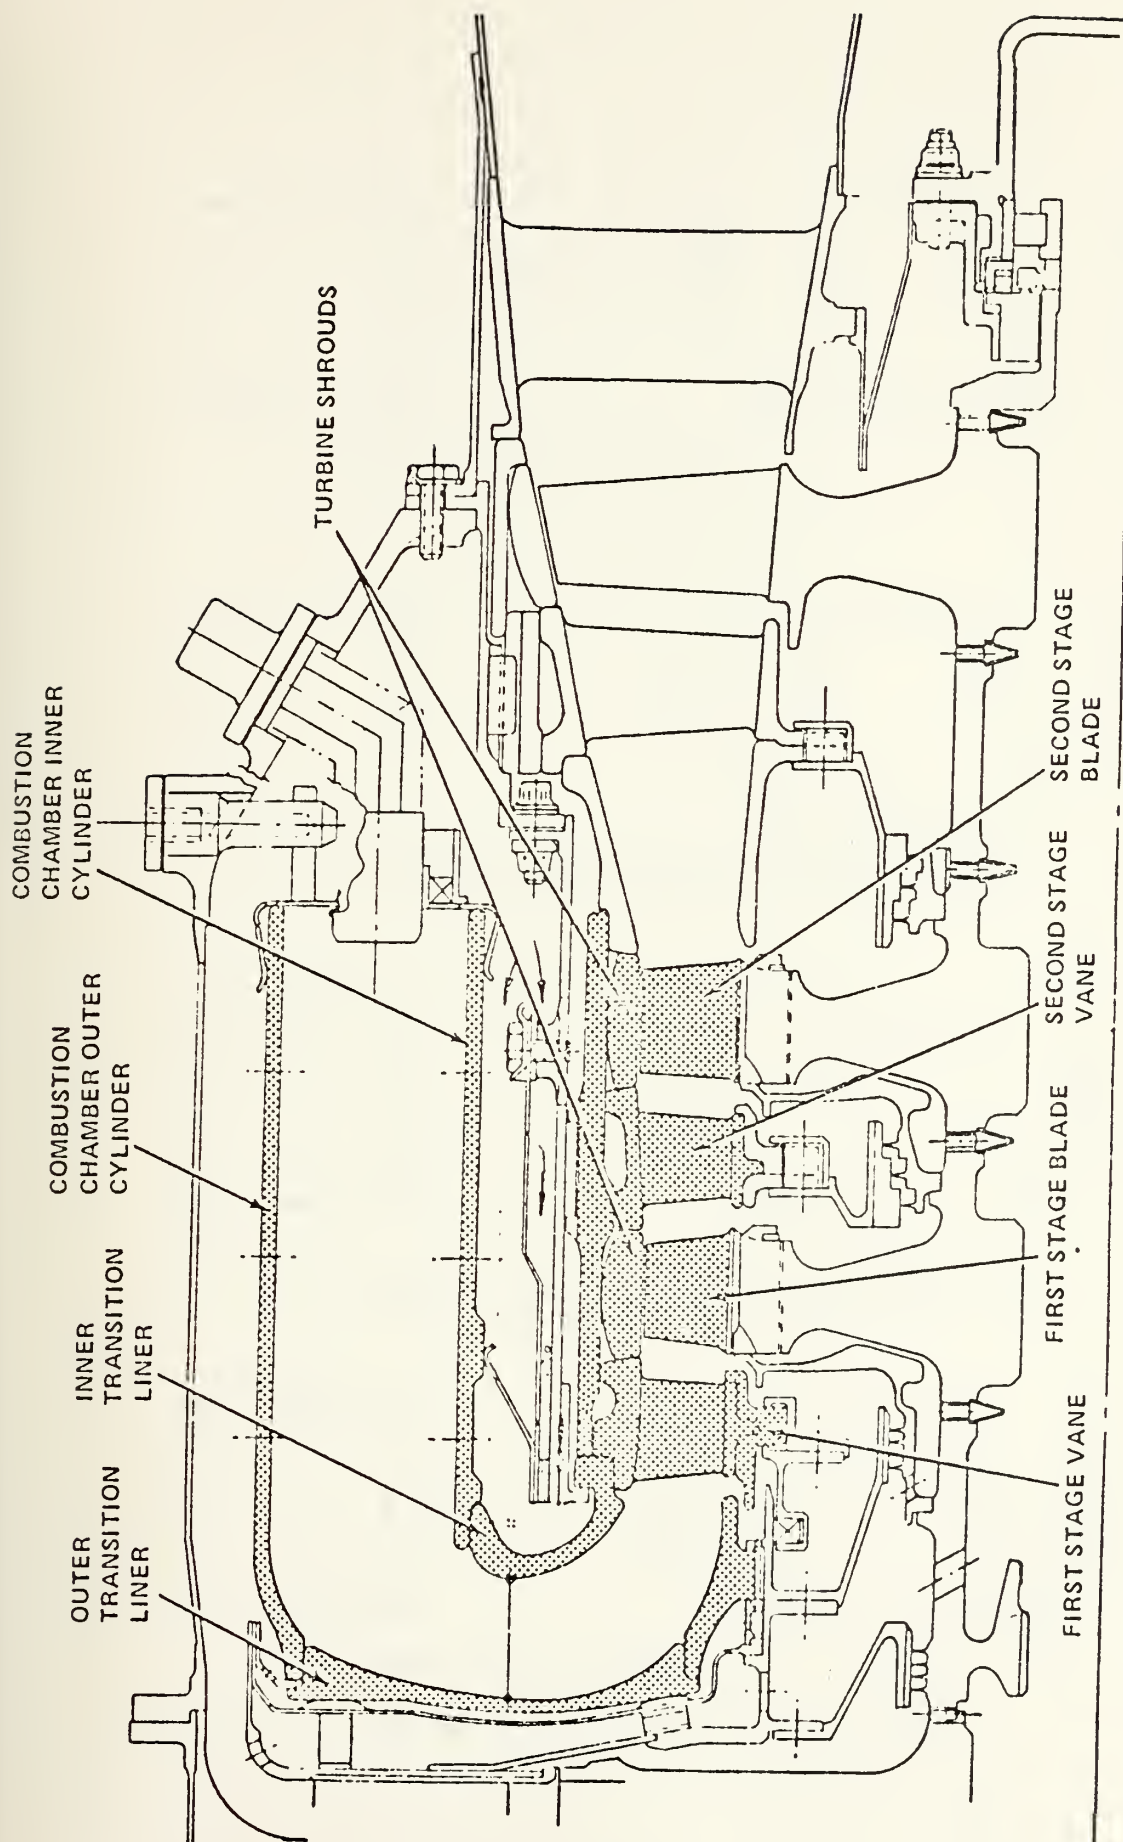 OUTER
TRANSITION
LINER
INNER
TRANSITION
LINER
COMBUSTION
CHAMBER OUTER
CYLINDER
COMBUSTION
CHAMBER INNER
CYLINDER
TURBINE SHROUDS
FIRST STAGE VANE
FIRST STAGE BLADE
SECOND STAGE
VANE
SECOND STAGE
BLADE